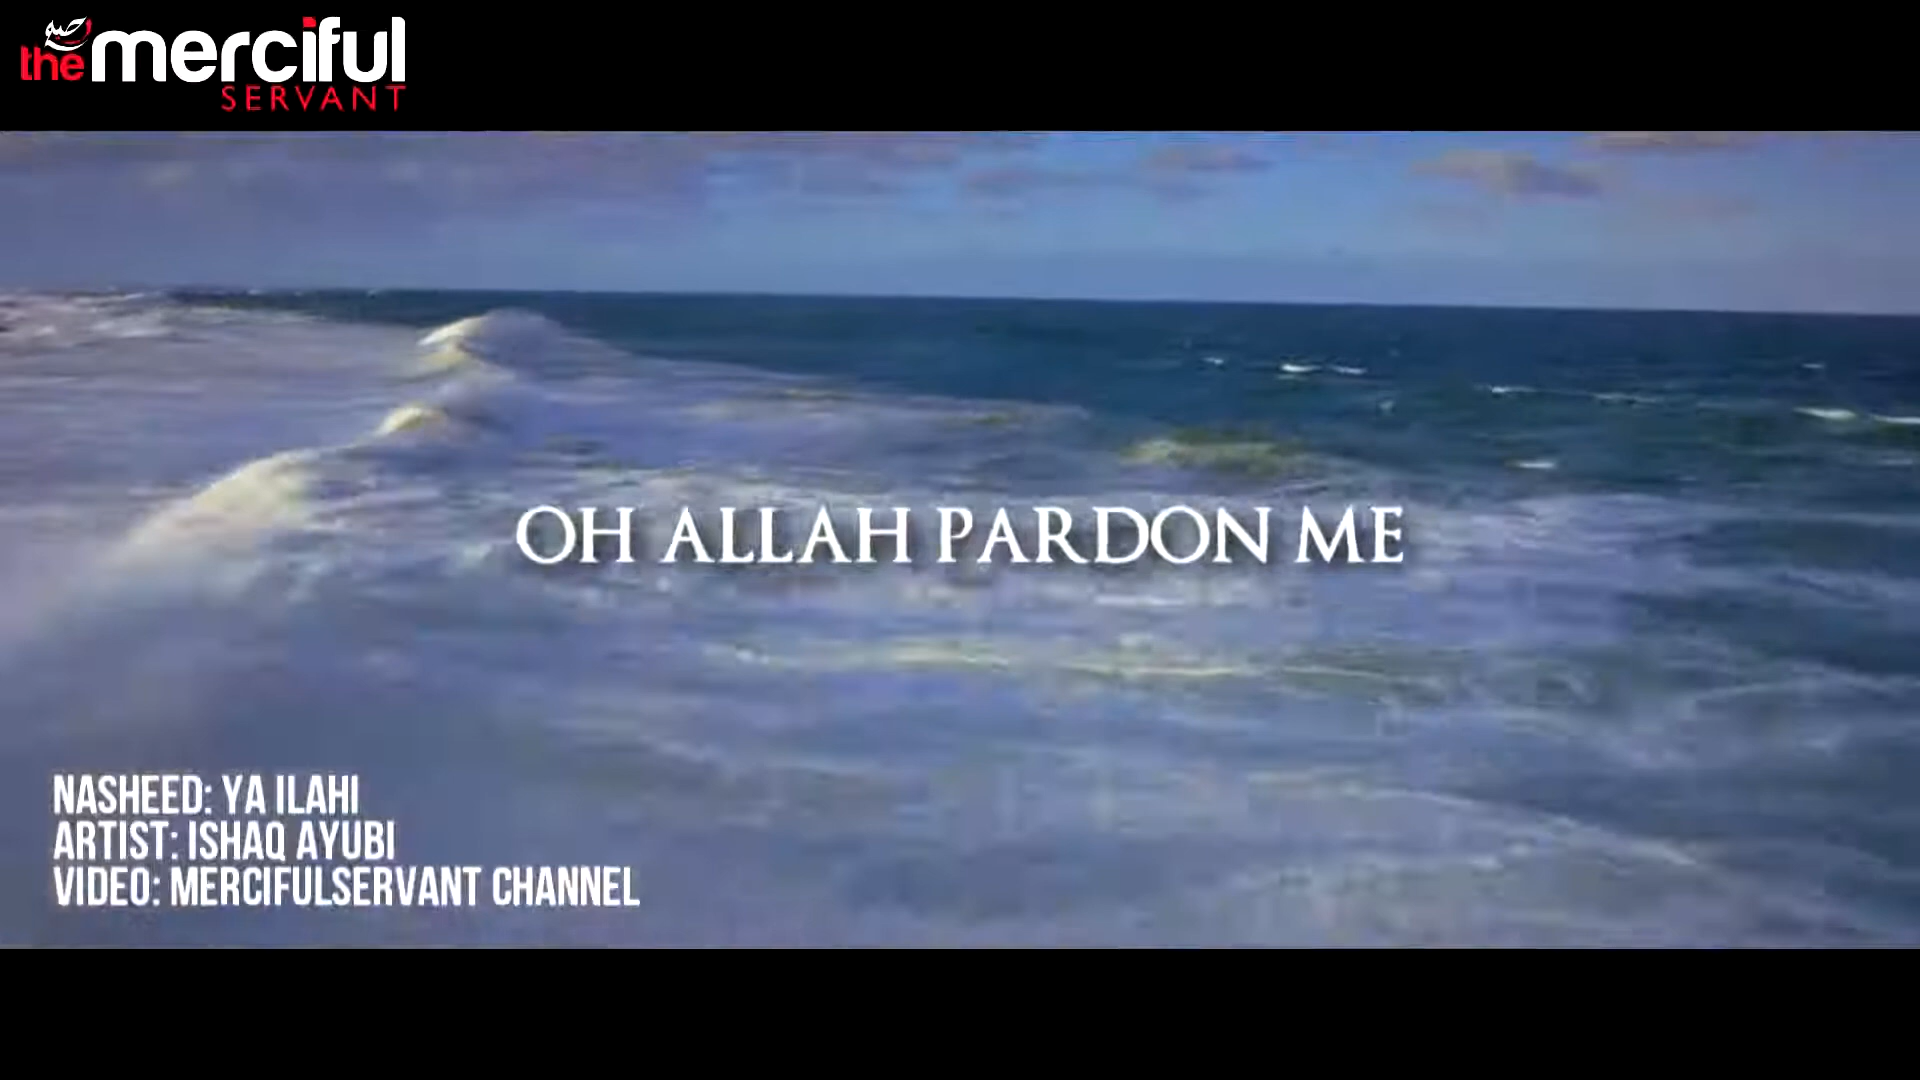 the merciful
SERVANT
OH ALLAH PARDON ME
NASHEED: YA ILAHI
ARTIST: ISHAQ AYUBI
VIDEO: MERCIFULSERVANT CHANNEL